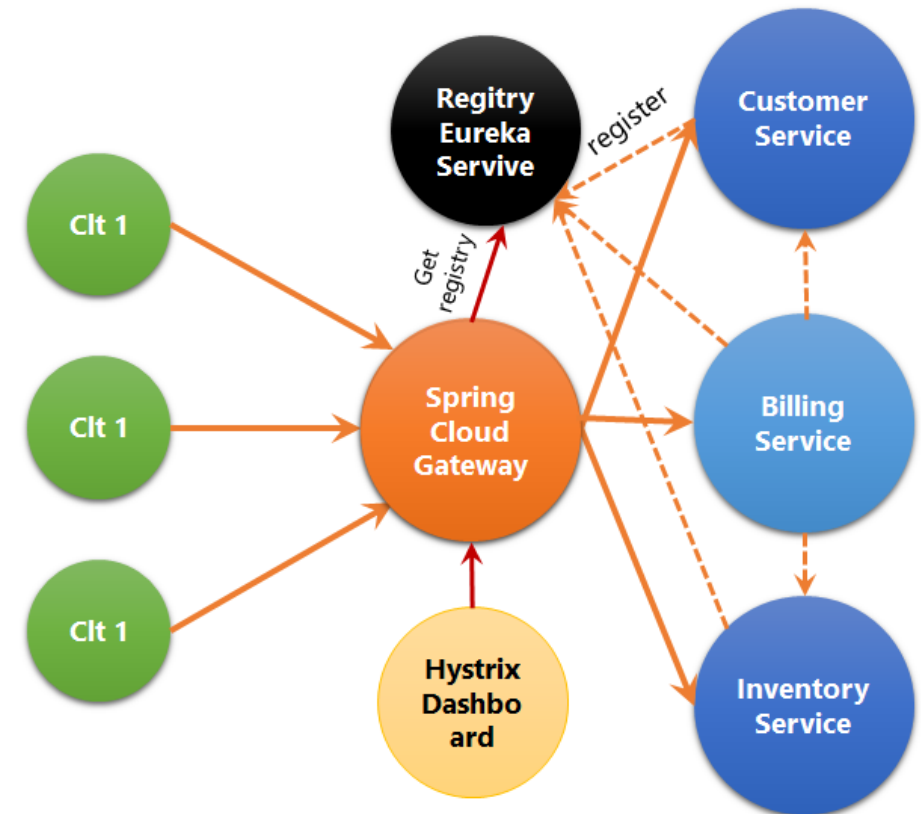 Regitry
Eureka
Servive
register
Customer
Service
Clt 1
Get
registry
Clt 1
Spring
Cloud
Gateway
Billing
Service
Clt 1
Hystrix
Dashbo
ard
Inventory
Service